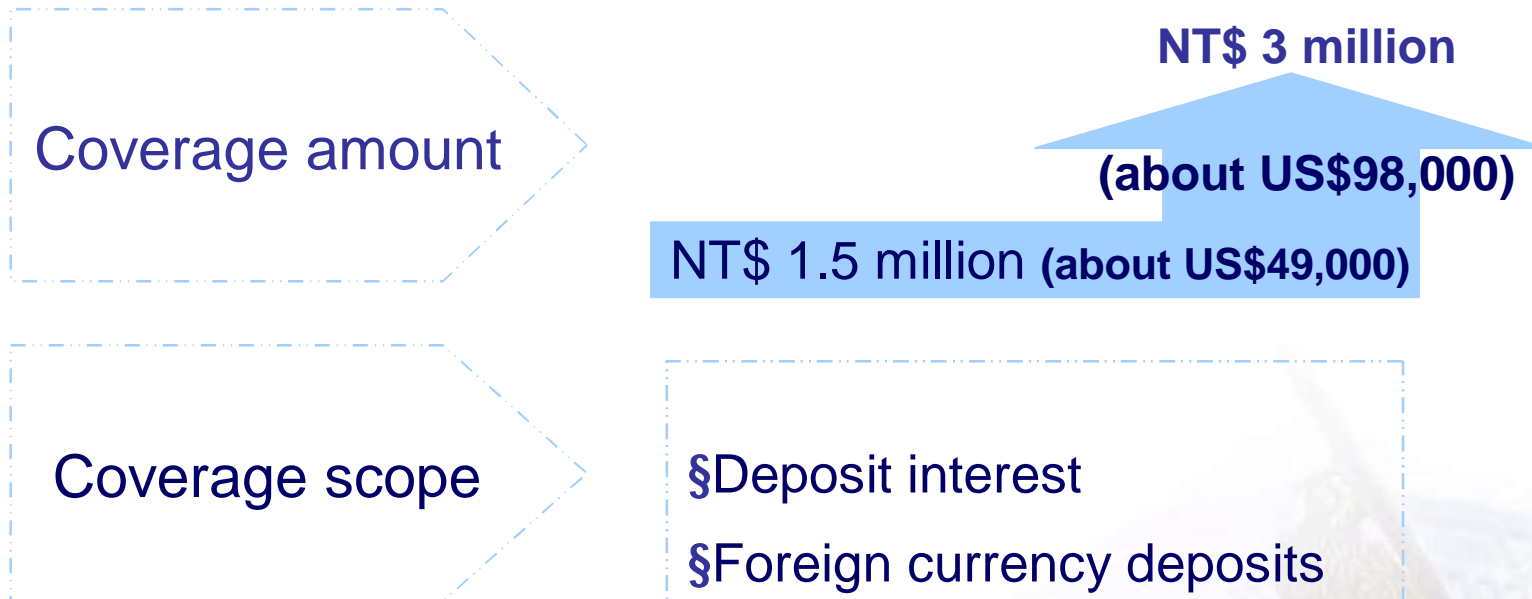 NT$ 3 million
Coverage amount
(about US$98,000)
NT$ 1.5 million (about US$49,000)
Coverage scope
§Deposit interest
§Foreign currency deposits